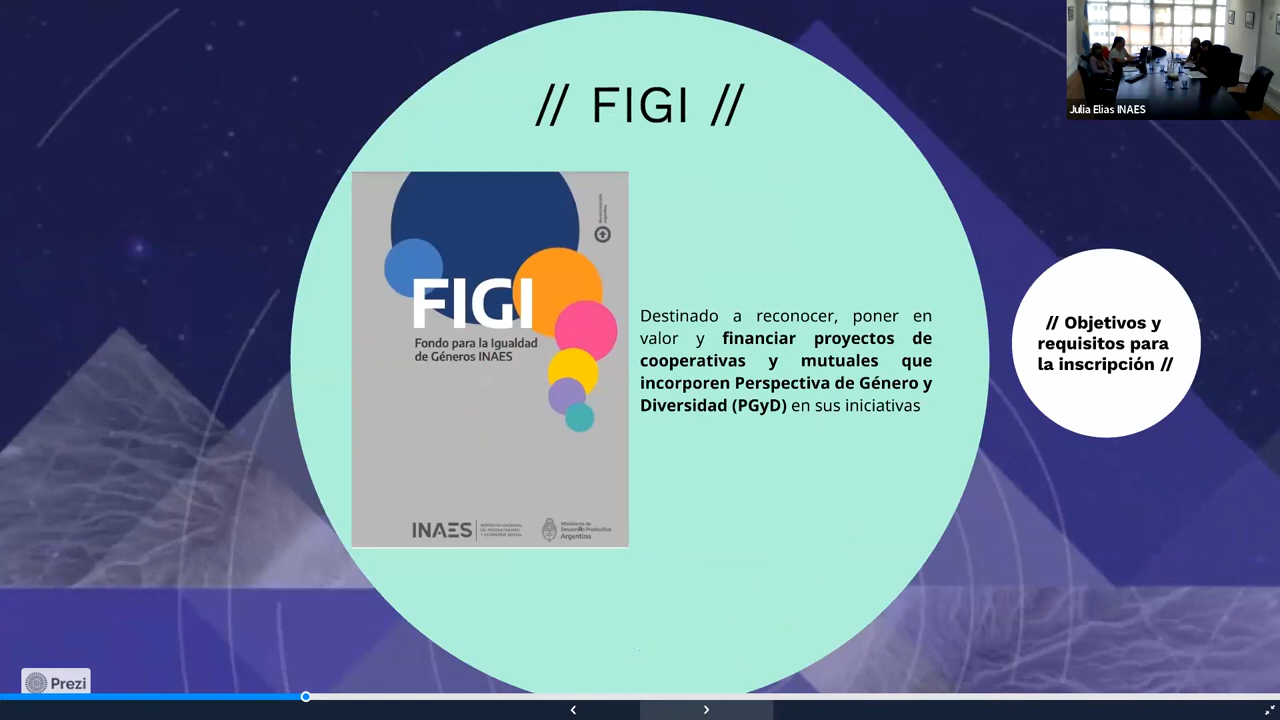 // FIGI //
Julia Elias INAES
FIGI
Fondo para la Igualdad
de Géneros INAES
Destinado a reconocer, poner en
valor y financiar proyectos de
cooperativas y mutuales que
incorporen Perspectiva de Género y
Diversidad (PGyD) en sus iniciativas
// Objetivos y
requisitos para
la inscripción //
INAES
Ministerio de
Desarrollo Productivo
Argentina
Prezi